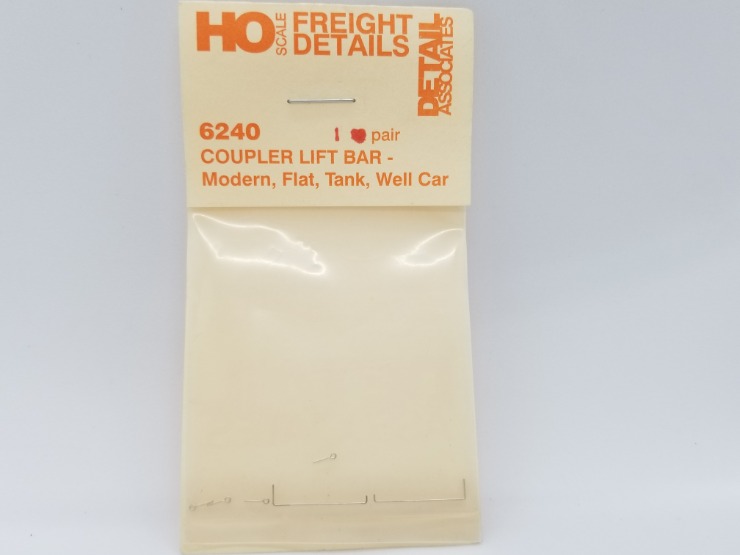 HO SCALE FREIGHT DETAILS
DETAIL ASSOCIATES
6240 1 pair
COUPLER LIFT BAR -
Modern, Flat, Tank, Well Car